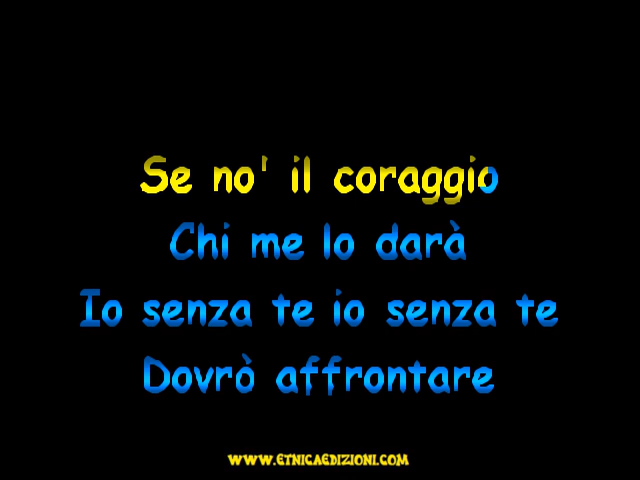 Se no' il coraggio
Chi me lo darà
Io senza te io senza te
Dovrò affrontare
WWW.ETNICAEDIZIONI.COM